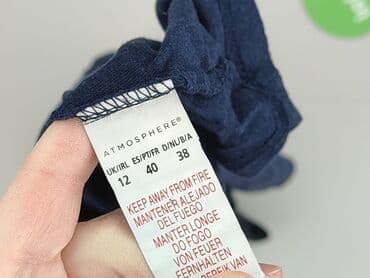 ATMOSPHERE®
UK/IRL ES/PT/FR D/NL/B/A
12 40 38
KEEP AWAY FROM FIRE
MANTENER ALEJADO
DEL FUEGO
MANTER LONGE
DO FOGO
VON FEUER
FERNHALTEN